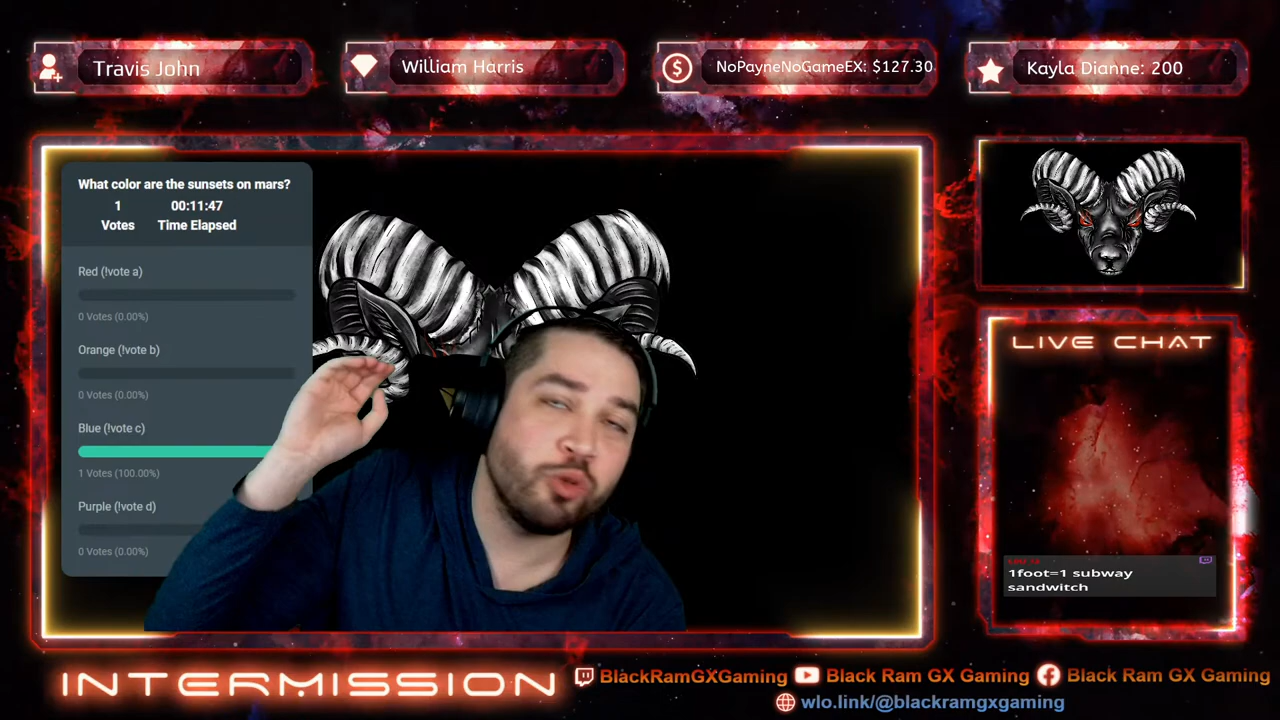 Travis John
William Harris
NoPayneNoGameEX: $127.30
Kayla Dianne: 200
What color are the sunsets on mars?
1
00:11:47
Votes
Time Elapsed
Red (!vote a)
0 Votes (0.00%)
Orange (!vote b)
0 Votes (0.00%)
Blue (!vote c)
1 Votes (100.00%)
Purple (!vote d)
0 Votes (0.00%)
LIVE CHAT
1foot=1 subway
sandwitch
INTERMISSION
BlackRamGXGaming
Black Ram GX Gaming
Black Ram GX Gaming
wlo.link/@blackramgxgaming